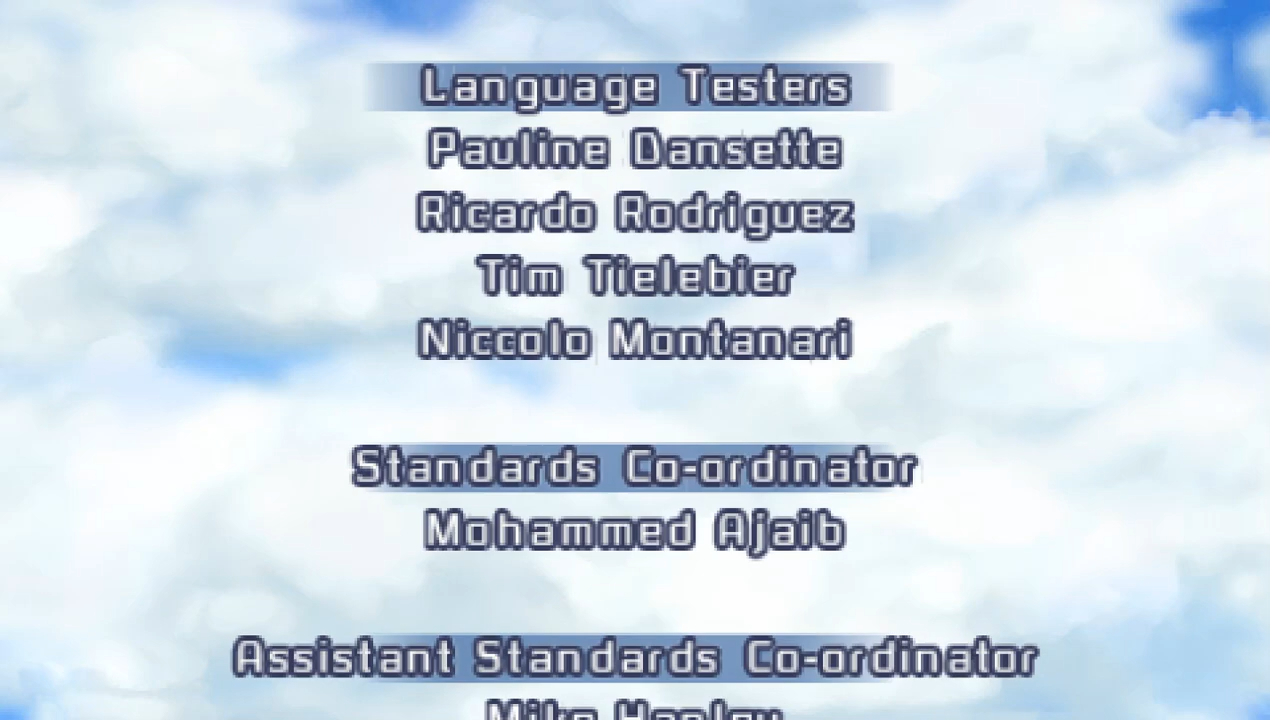 Language Testers
Pauline Dansette
Ricardo Rodriguez
Tim Tielebier
Niccolo Montanari
Standards Co-ordinator
Mohammed Ajaib
Assistant Standards Co-ordinator
Mike